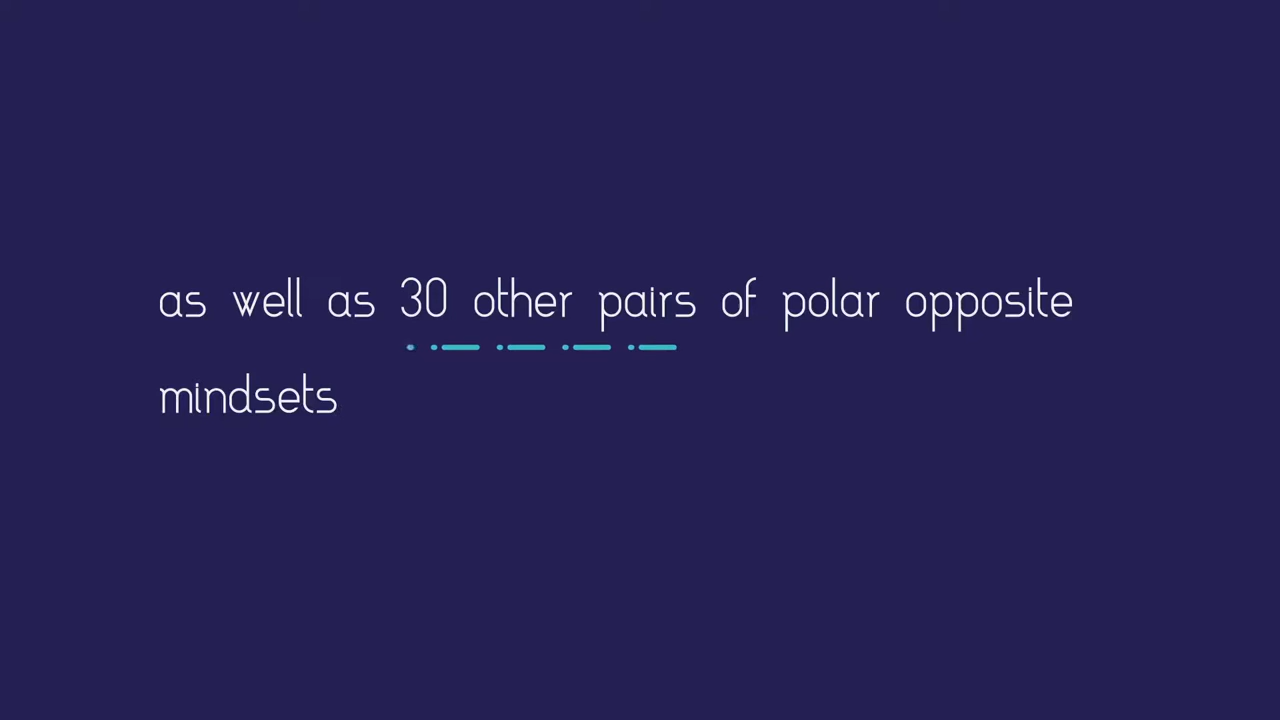 as well as 30 other pairs of polar opposite
mindsets